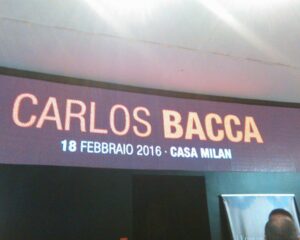 CARLOS BACCA
18 FEBBRAIO 2016 · CASA MILAN